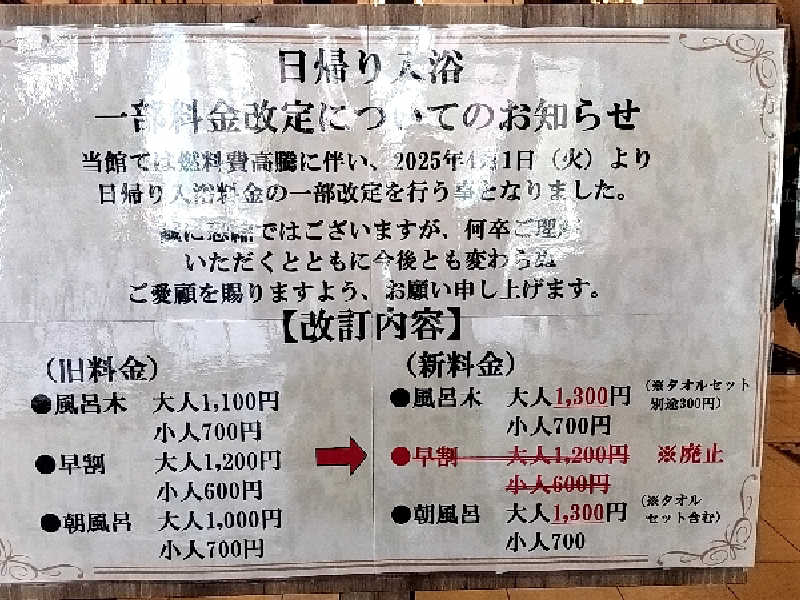 日帰り入浴
一部料金改定についてのお知らせ
当館では燃料費高騰に伴い、2025年4月1日（火）より
日帰り入浴料金の一部改定を行う事となりました。
誠に恐縮ではございますが、何卒ご理解
いただくとともに今後とも変わらぬ
ご愛顧を賜りますよう、お願い申し上げます。
【改訂内容】
（旧料金）
●風呂木 大人1,100円
小人700円
●早割 大人1,200円
小人600円
●朝風呂 大人1,000円
小人700円
（新料金）
●風呂木 大人1,300円 （※タオルセット
別途300円）
小人700円
●早割 大人1,200円 ※廃止
小人600円
●朝風呂 大人1,300円 （※タオル
セット含む）
小人700